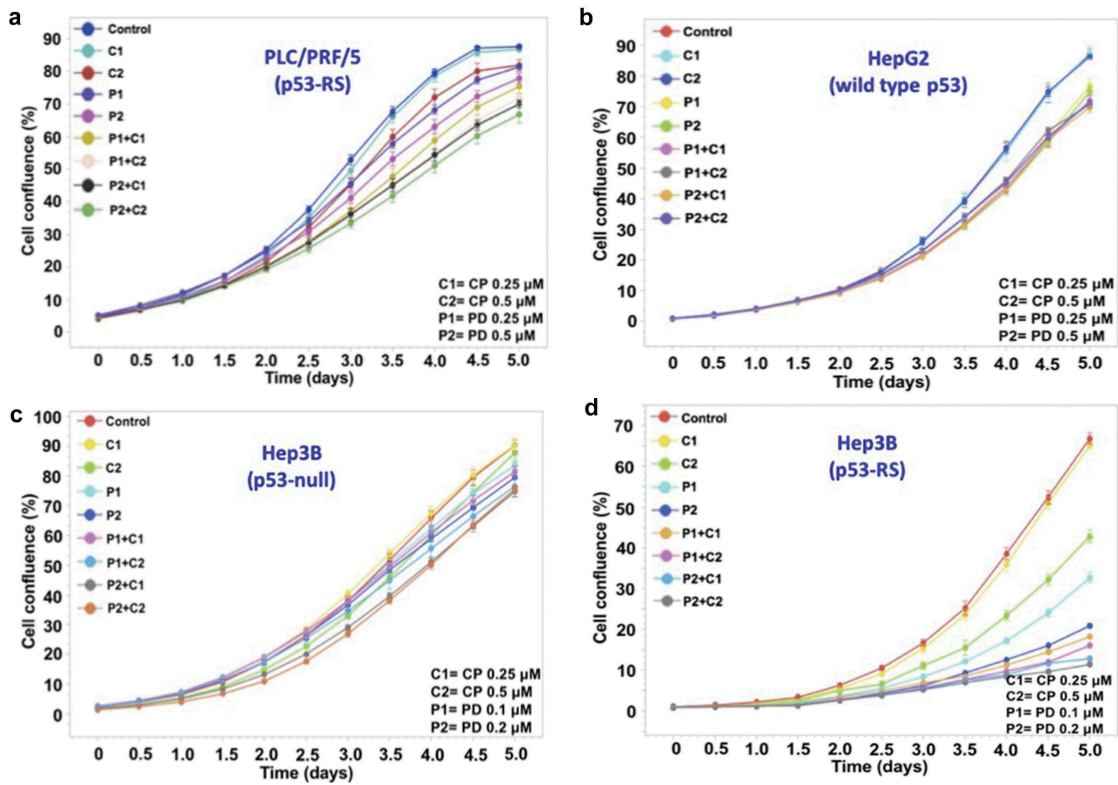 a
PLC/PRF/5
(p53-RS)
Control
C1
C2
P1
P2
P1+C1
P1+C2
P2+C1
P2+C2
Cell confluence (%)
90
80
70
60
50
40
30
20
10
0
C1= CP 0.25 µM
C2= CP 0.5 µM
P1= PD 0.25 µM
P2= PD 0.5 µM
0 0.5 1.0 1.5 2.0 2.5 3.0 3.5 4.0 4.5 5.0
Time (days)
b
HepG2
(wild type p53)
Control
C1
C2
P1
P2
P1+C1
P1+C2
P2+C1
P2+C2
Cell confluence (%)
90
80
70
60
50
40
30
20
10
0
C1= CP 0.25 µM
C2= CP 0.5 µM
P1= PD 0.25 µM
P2= PD 0.5 µM
0 0.5 1.0 1.5 2.0 2.5 3.0 3.5 4.0 4.5 5.0
Time (days)
c
Hep3B
(p53-null)
Control
C1
C2
P1
P2
P1+C1
P1+C2
P2+C1
P2+C2
Cell confluence (%)
100
90
80
70
60
50
40
30
20
10
0
C1= CP 0.25 µM
C2= CP 0.5 µM
P1= PD 0.1 µM
P2= PD 0.2 µM
0 0.5 1.0 1.5 2.0 2.5 3.0 3.5 4.0 4.5 5.0
Time (days)
d
Hep3B
(p53-RS)
Control
C1
C2
P1
P2
P1+C1
P1+C2
P2+C1
P2+C2
Cell confluence (%)
70
60
50
40
30
20
10
0
C1= CP 0.25 µM
C2= CP 0.5 µM
P1= PD 0.1 µM
P2= PD 0.2 µM
0 0.5 1.0 1.5 2.0 2.5 3.0 3.5 4.0 4.5 5.0
Time (days)